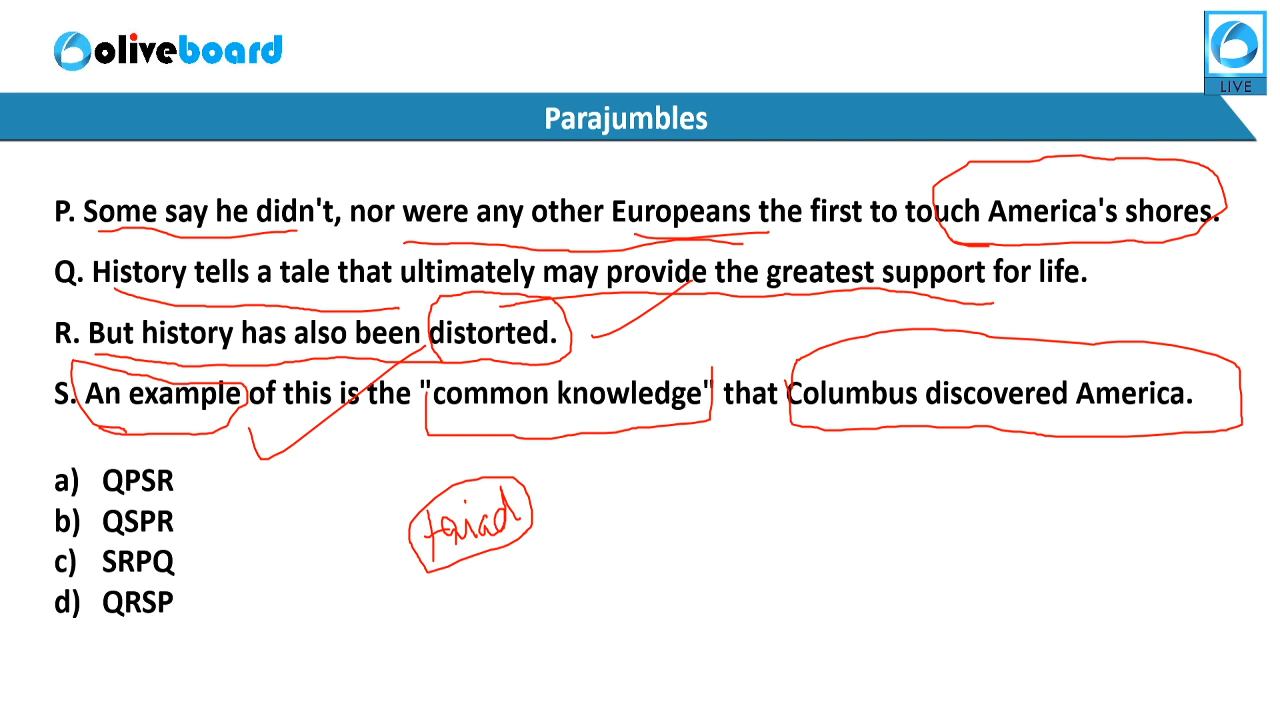 oliveboard
LIVE
Parajumbles
P. Some say he didn't, nor were any other Europeans the first to touch America's shores.
Q. History tells a tale that ultimately may provide the greatest support for life.
R. But history has also been distorted.
S. An example of this is the "common knowledge" that Columbus discovered America.
a) QPSR
b) QSPR
c) SRPQ
d) QRSP